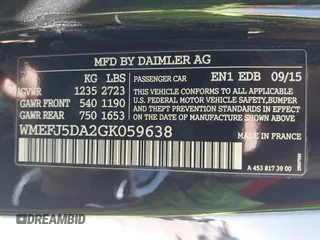 MFD BY DAIMLER AG
KG LBS
GVWR 1235 2723
GAWR FRONT 540 1190
GAWR REAR 750 1653
PASSENGER CAR EN1 EDB 09/15
THIS VEHICLE CONFORMS TO ALL
APPLICABLE U.S. FEDERAL MOTOR
VEHICLE SAFETY, BUMPER, AND THEFT
PREVENTION STANDARDS IN EFFECT ON THE
DATE OF MANUFACTURE SHOWN ABOVE.
WMEFJ5DA2GK059638
MADE IN FRANCE
A 453 817 39 00
DREAMBID